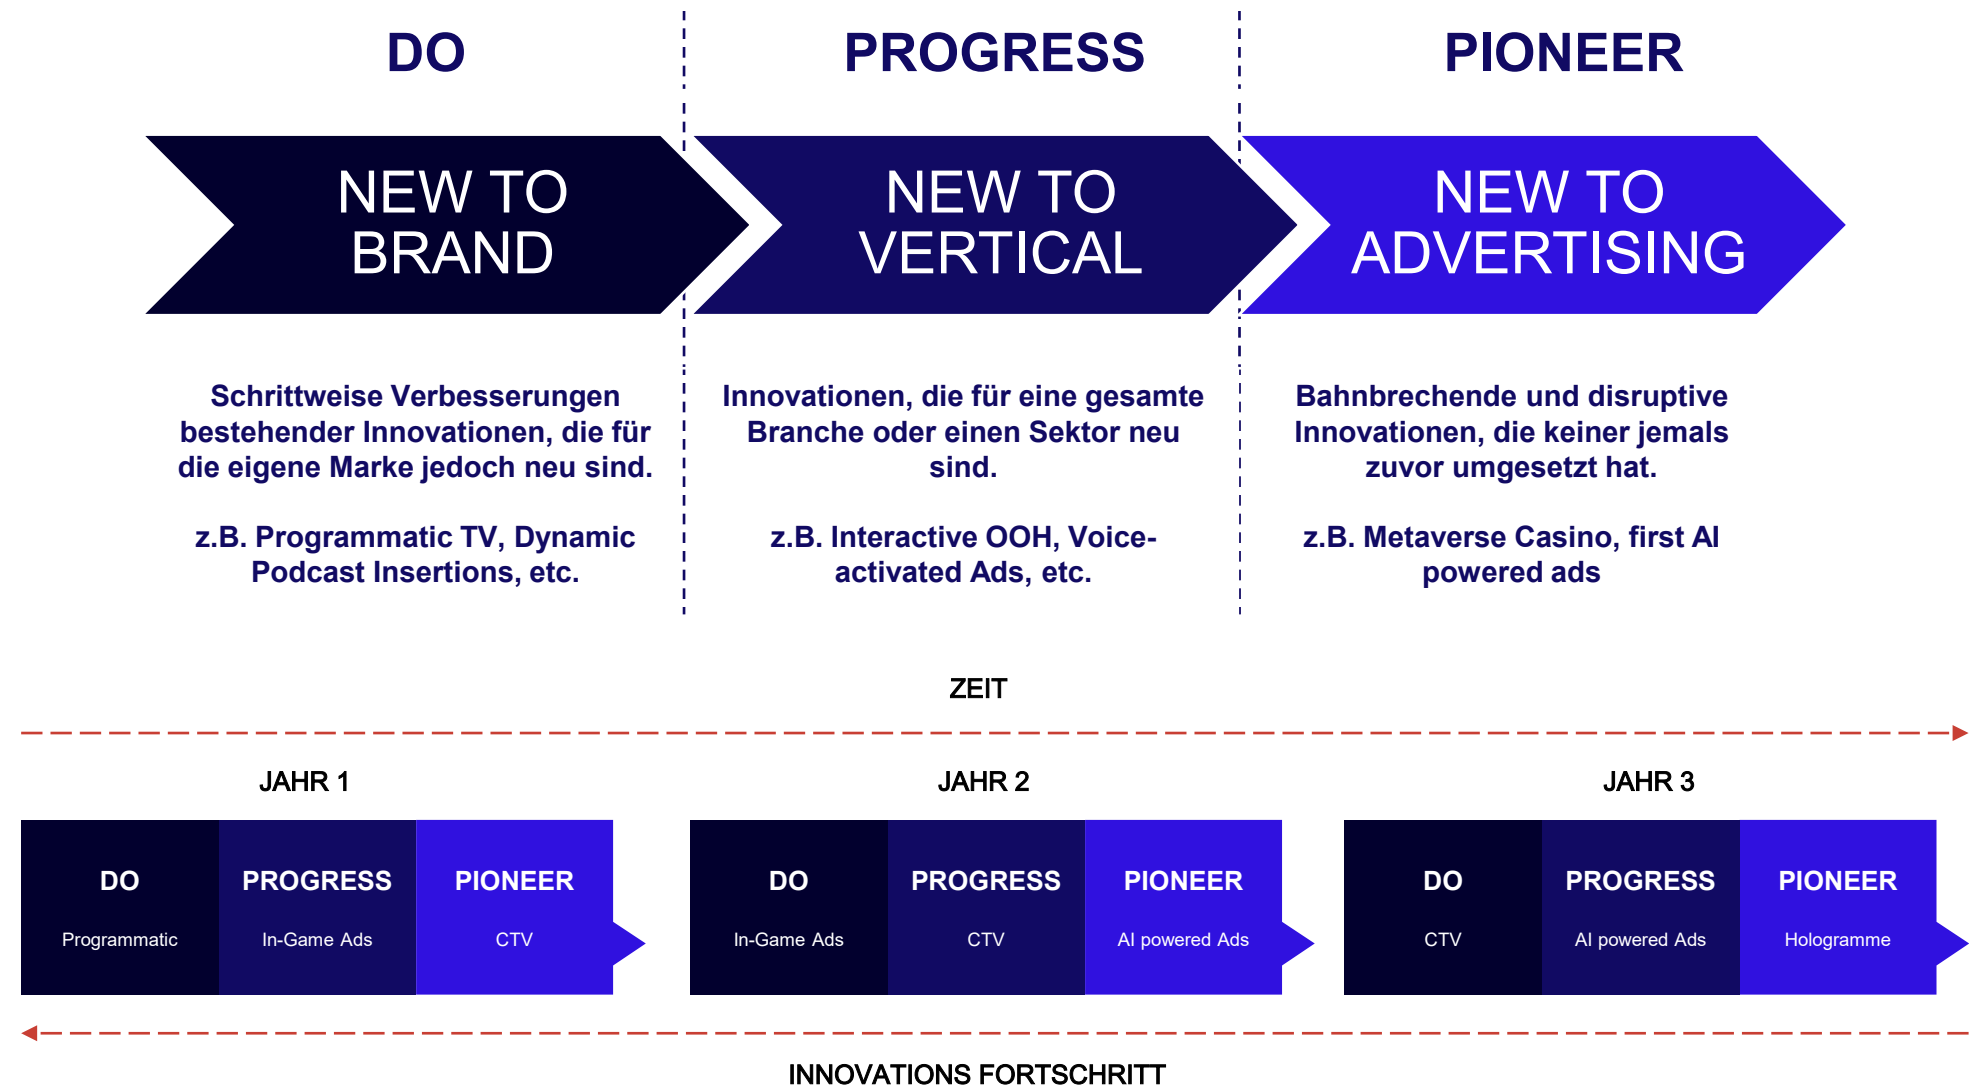 DO
PROGRESS
PIONEER
NEW TO
BRAND
NEW TO
VERTICAL
NEW TO
ADVERTISING
Schrittweise Verbesserungen
bestehender Innovationen, die für
die eigene Marke jedoch neu sind.
z.B. Programmatic TV, Dynamic
Podcast Insertions, etc.
Innovationen, die für eine gesamte
Branche oder einen Sektor neu
sind.
z.B. Interactive OOH, Voice-
activated Ads, etc.
Bahnbrechende und disruptive
Innovationen, die keiner jemals
zuvor umgesetzt hat.
z.B. Metaverse Casino, first AI
powered ads
ZEIT
JAHR 1
JAHR 2
JAHR 3
DO
Programmatic
PROGRESS
In-Game Ads
PIONEER
CTV
DO
In-Game Ads
PROGRESS
CTV
PIONEER
AI powered Ads
DO
CTV
PROGRESS
AI powered Ads
PIONEER
Hologramme
INNOVATIONS FORTSCHRITT